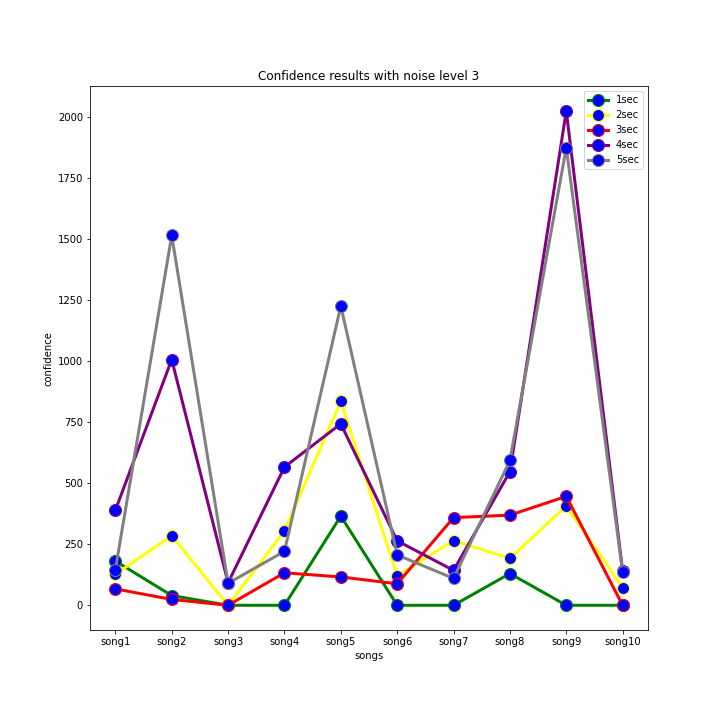 Confidence results with noise level 3
1sec
2sec
3sec
4sec
5sec
confidence
2000
1750
1500
1250
1000
750
500
250
0
song1 song2 song3 song4 song5 song6 song7 song8 song9 song10
songs